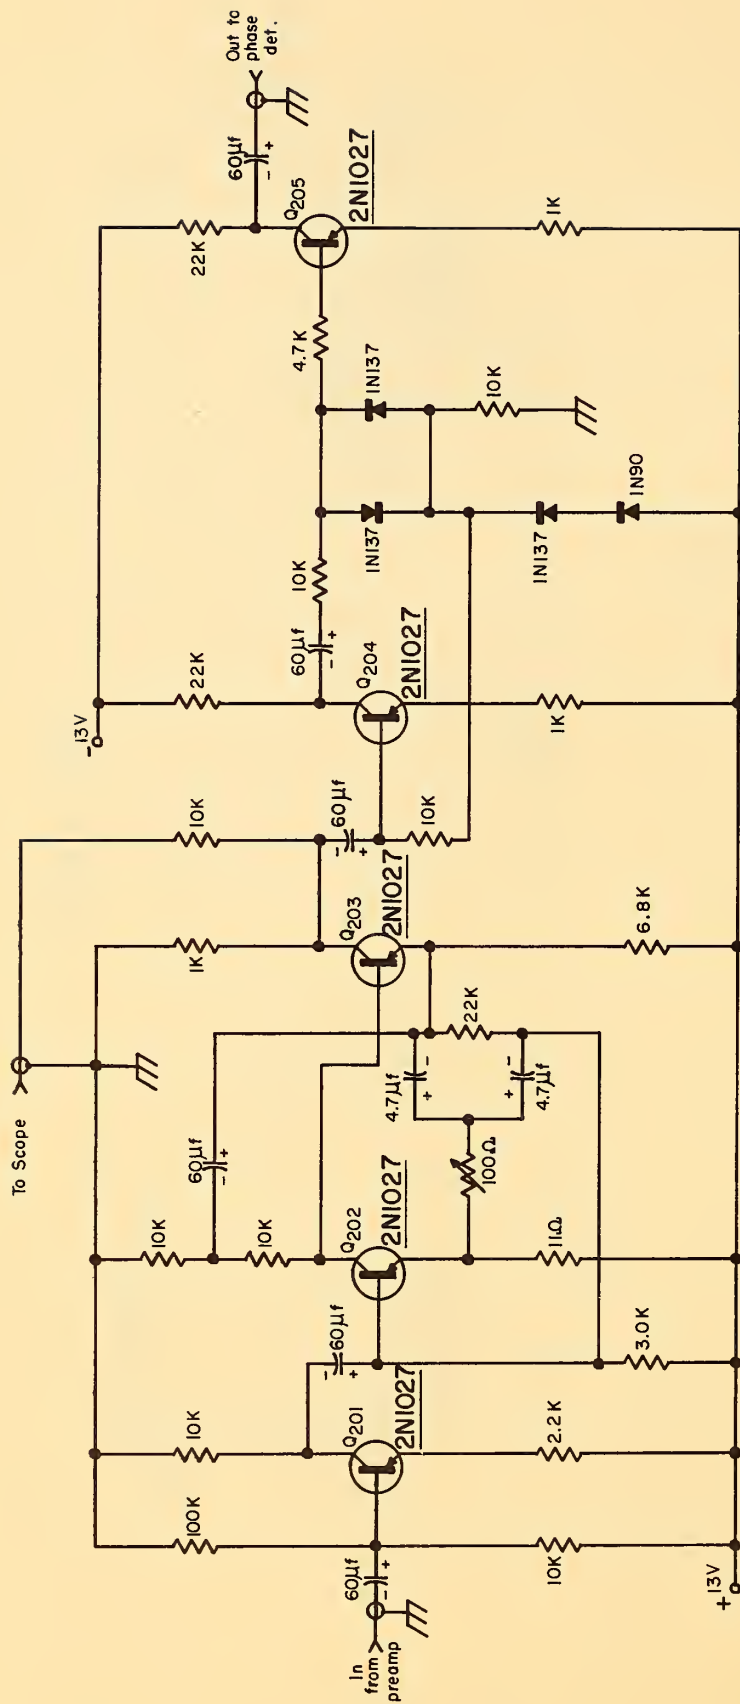 To Scope
-13V
100K
10K
10K
10K
1K
10K
22K
22K
60µf
- +
60µf
- +
Out to
phase
det.
In
from
preamp
60µf
- +
Q201
2N1027
60µf
- +
Q202
2N1027
Q203
2N1027
60µf
- +
Q204
2N1027
60µf
- +
10K
4.7K
Q205
2N1027
1N137
1N137
10K
10K
100Ω
4.7µf
+ -
22K
4.7µf
+ -
10K
2.2K
3.0K
11Ω
6.8K
1K
1N137
1N90
1K
+13V